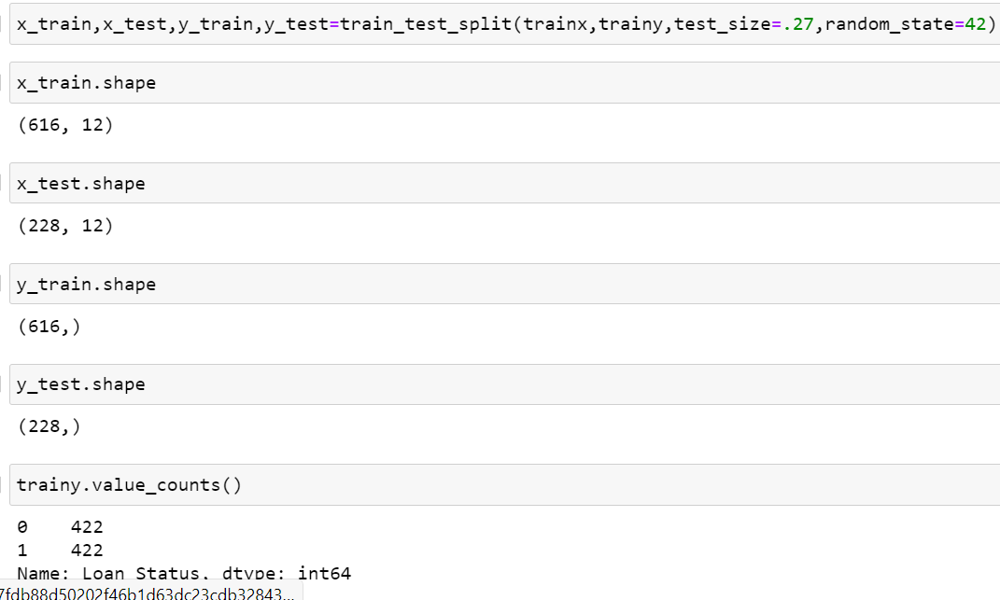 x_train,x_test,y_train,y_test=train_test_split(trainx,trainy,test_size=.27,random_state=42)
x_train.shape
(616, 12)
x_test.shape
(228, 12)
y_train.shape
(616,)
y_test.shape
(228,)
trainy.value_counts()
0    422
1    422
Name: Loan_Status, dtype: int64
7fdb88d50202f46b1d63dc23cdb32843...